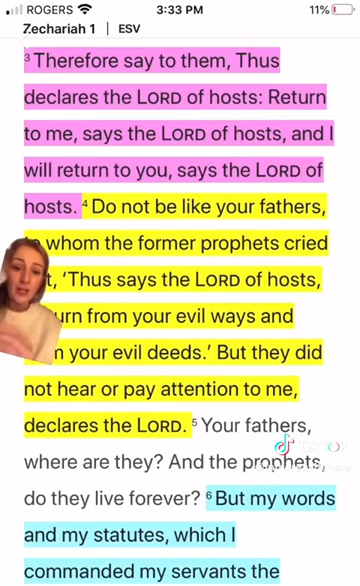 ROGERS 3:33 PM 11%
Zechariah 1 | ESV
3 Therefore say to them, Thus
declares the LORD of hosts: Return
to me, says the LORD of hosts, and I
will return to you, says the LORD of
hosts. 4 Do not be like your fathers,
whom the former prophets cried
t, ‘Thus says the LORD of hosts,
urn from your evil ways and
your evil deeds.’ But they did
not hear or pay attention to me,
declares the LORD. 5 Your fathers,
where are they? And the prophets,
do they live forever? 6 But my words
and my statutes, which I
commanded my servants the
TikTok